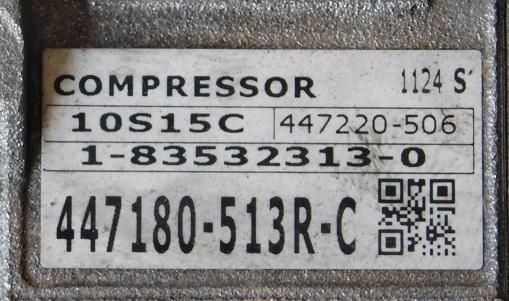 COMPRESSOR 1124 S
10S15C 447220-506
1-83532313-0
447180-513R-C